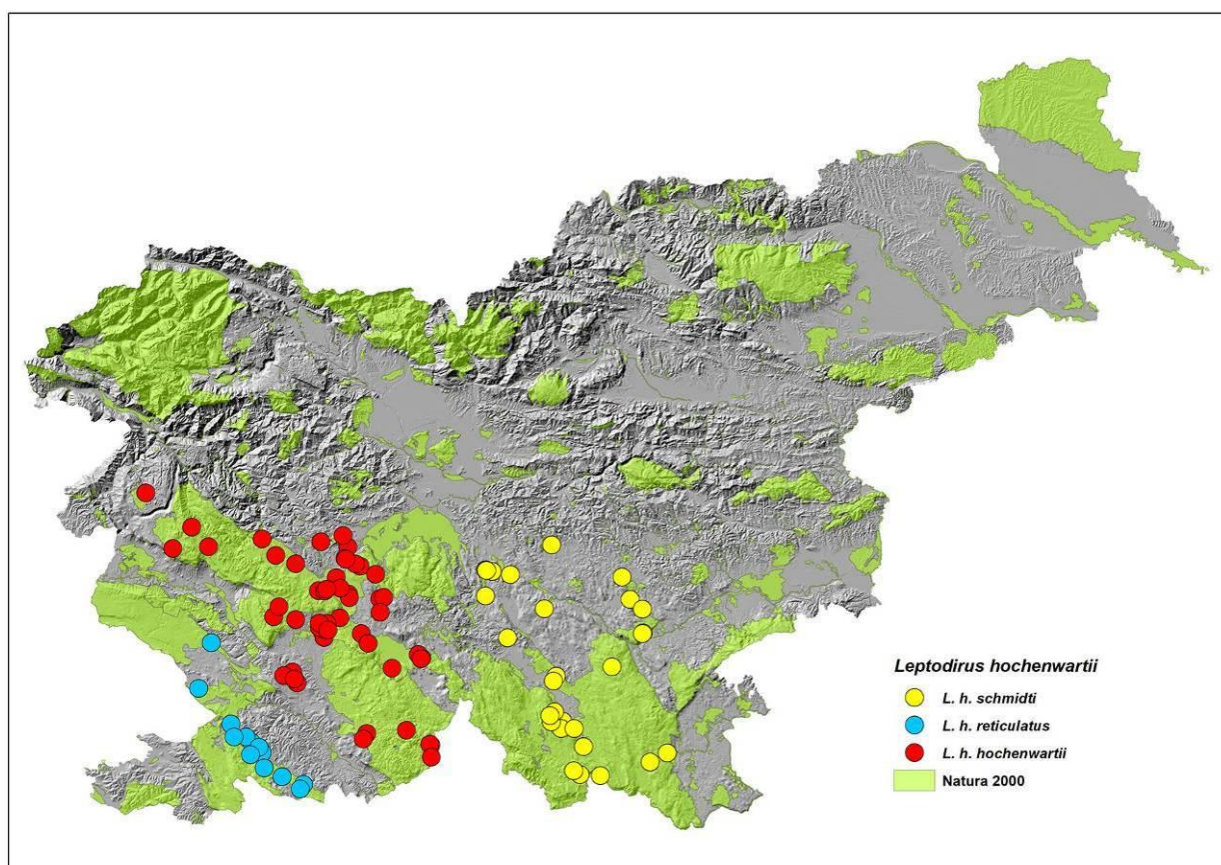 Leptodirus hochenwartii
L. h. schmidti
L. h. reticulatus
L. h. hochenwartii
Natura 2000